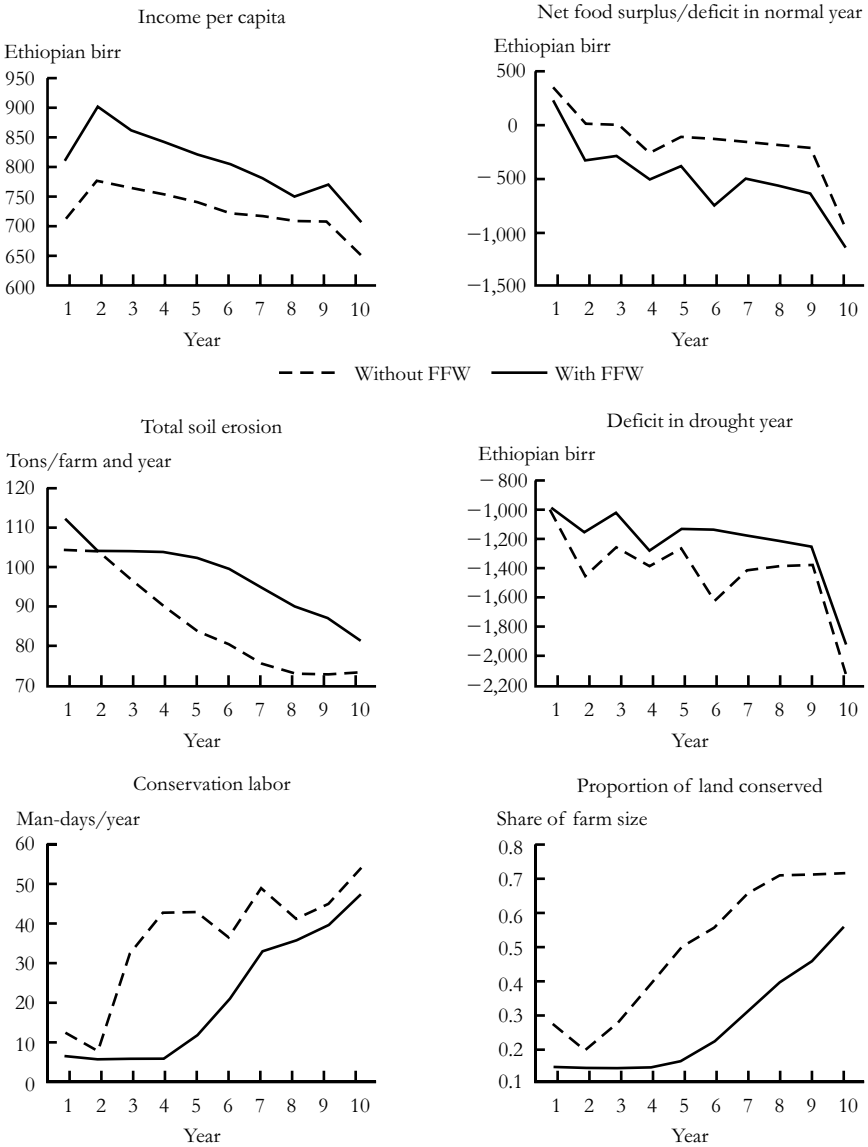 Income per capita
Ethiopian birr
950
900
850
800
750
700
650
600
1 2 3 4 5 6 7 8 9 10
Year
Net food surplus/deficit in normal year
Ethiopian birr
500
0
−500
−1,000
−1,500
1 2 3 4 5 6 7 8 9 10
Year
Without FFW With FFW
Total soil erosion
Tons/farm and year
120
110
100
90
80
70
1 2 3 4 5 6 7 8 9 10
Year
Deficit in drought year
Ethiopian birr
−800
−1,000
−1,200
−1,400
−1,600
−1,800
−2,000
−2,200
1 2 3 4 5 6 7 8 9 10
Year
Conservation labor
Man-days/year
60
50
40
30
20
10
0
1 2 3 4 5 6 7 8 9 10
Year
Proportion of land conserved
Share of farm size
0.8
0.7
0.6
0.5
0.4
0.3
0.2
0.1
1 2 3 4 5 6 7 8 9 10
Year